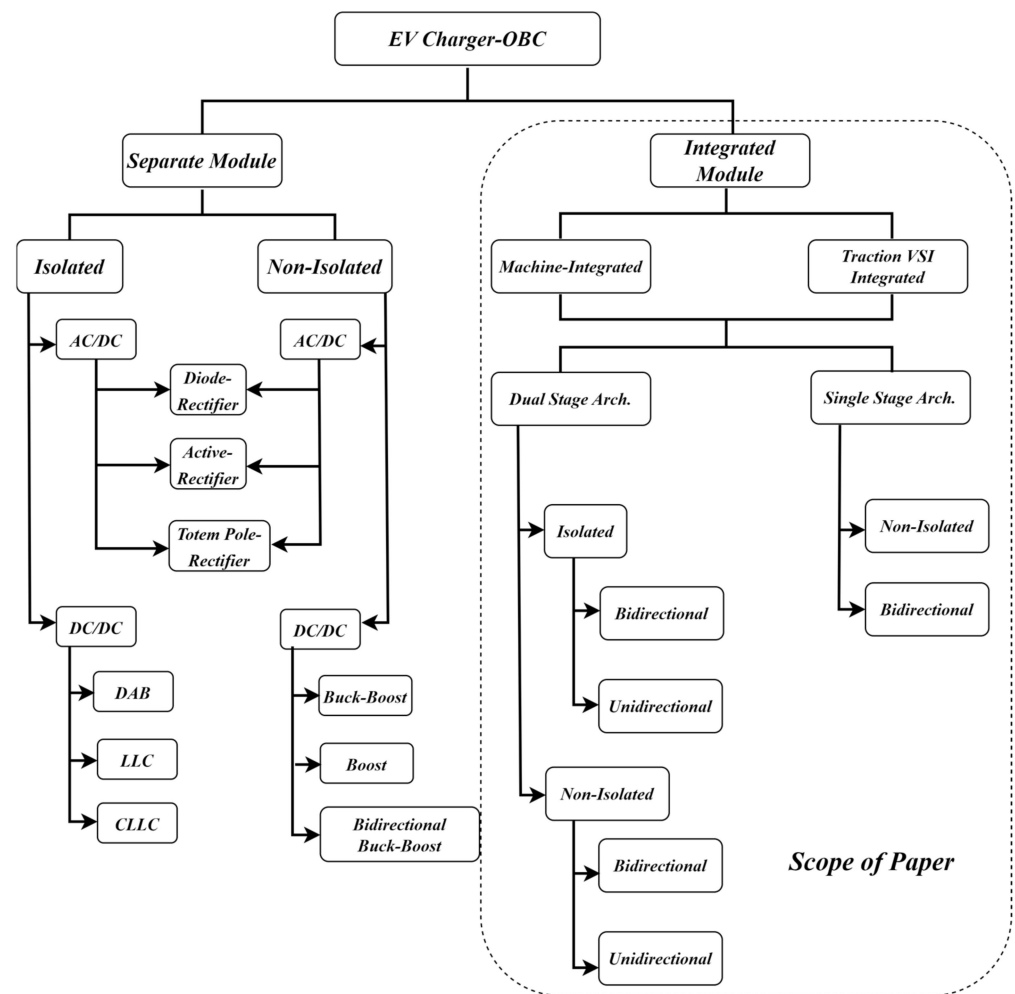 EV Charger-OBC
Separate Module
Integrated
Module
Isolated
Non-Isolated
Machine-Integrated
Traction VSI
Integrated
AC/DC
AC/DC
Diode-
Rectifier
Active-
Rectifier
Totem Pole-
Rectifier
DC/DC
DC/DC
DAB
LLC
CLLC
Buck-Boost
Boost
Bidirectional
Buck-Boost
Dual Stage Arch.
Single Stage Arch.
Isolated
Bidirectional
Unidirectional
Non-Isolated
Bidirectional
Unidirectional
Non-Isolated
Bidirectional
Scope of Paper